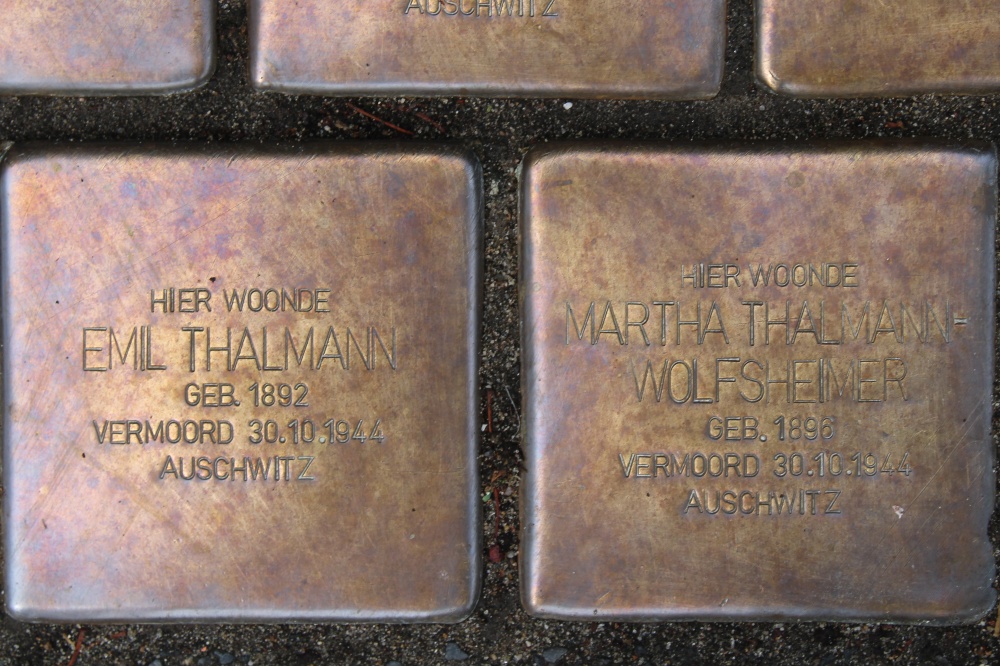 AUSCHWITZ
HIER WOONDE
EMIL THALMANN
GEB. 1892
VERMOORD 30.10.1944
AUSCHWITZ
HIER WOONDE
MARTHA THALMANN-
WOLFSHEIMER
GEB. 1896
VERMOORD 30.10.1944
AUSCHWITZ